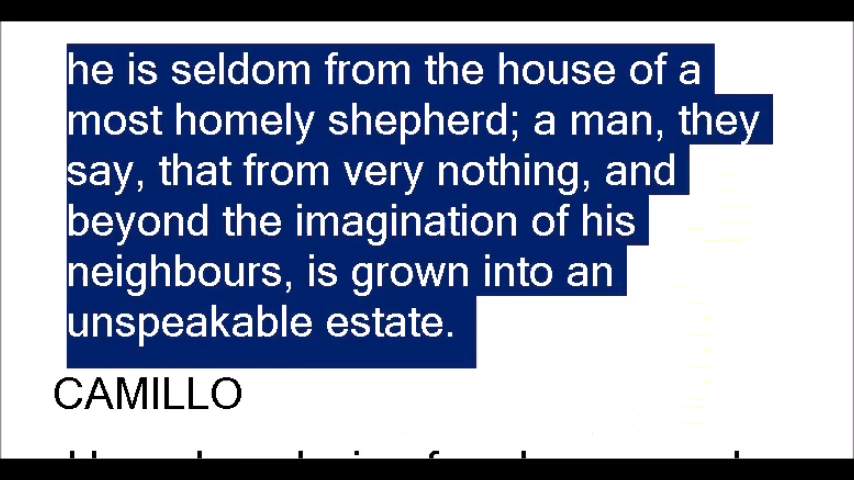 he is seldom from the house of a
most homely shepherd; a man, they
say, that from very nothing, and
beyond the imagination of his
neighbours, is grown into an
unspeakable estate.
CAMILLO